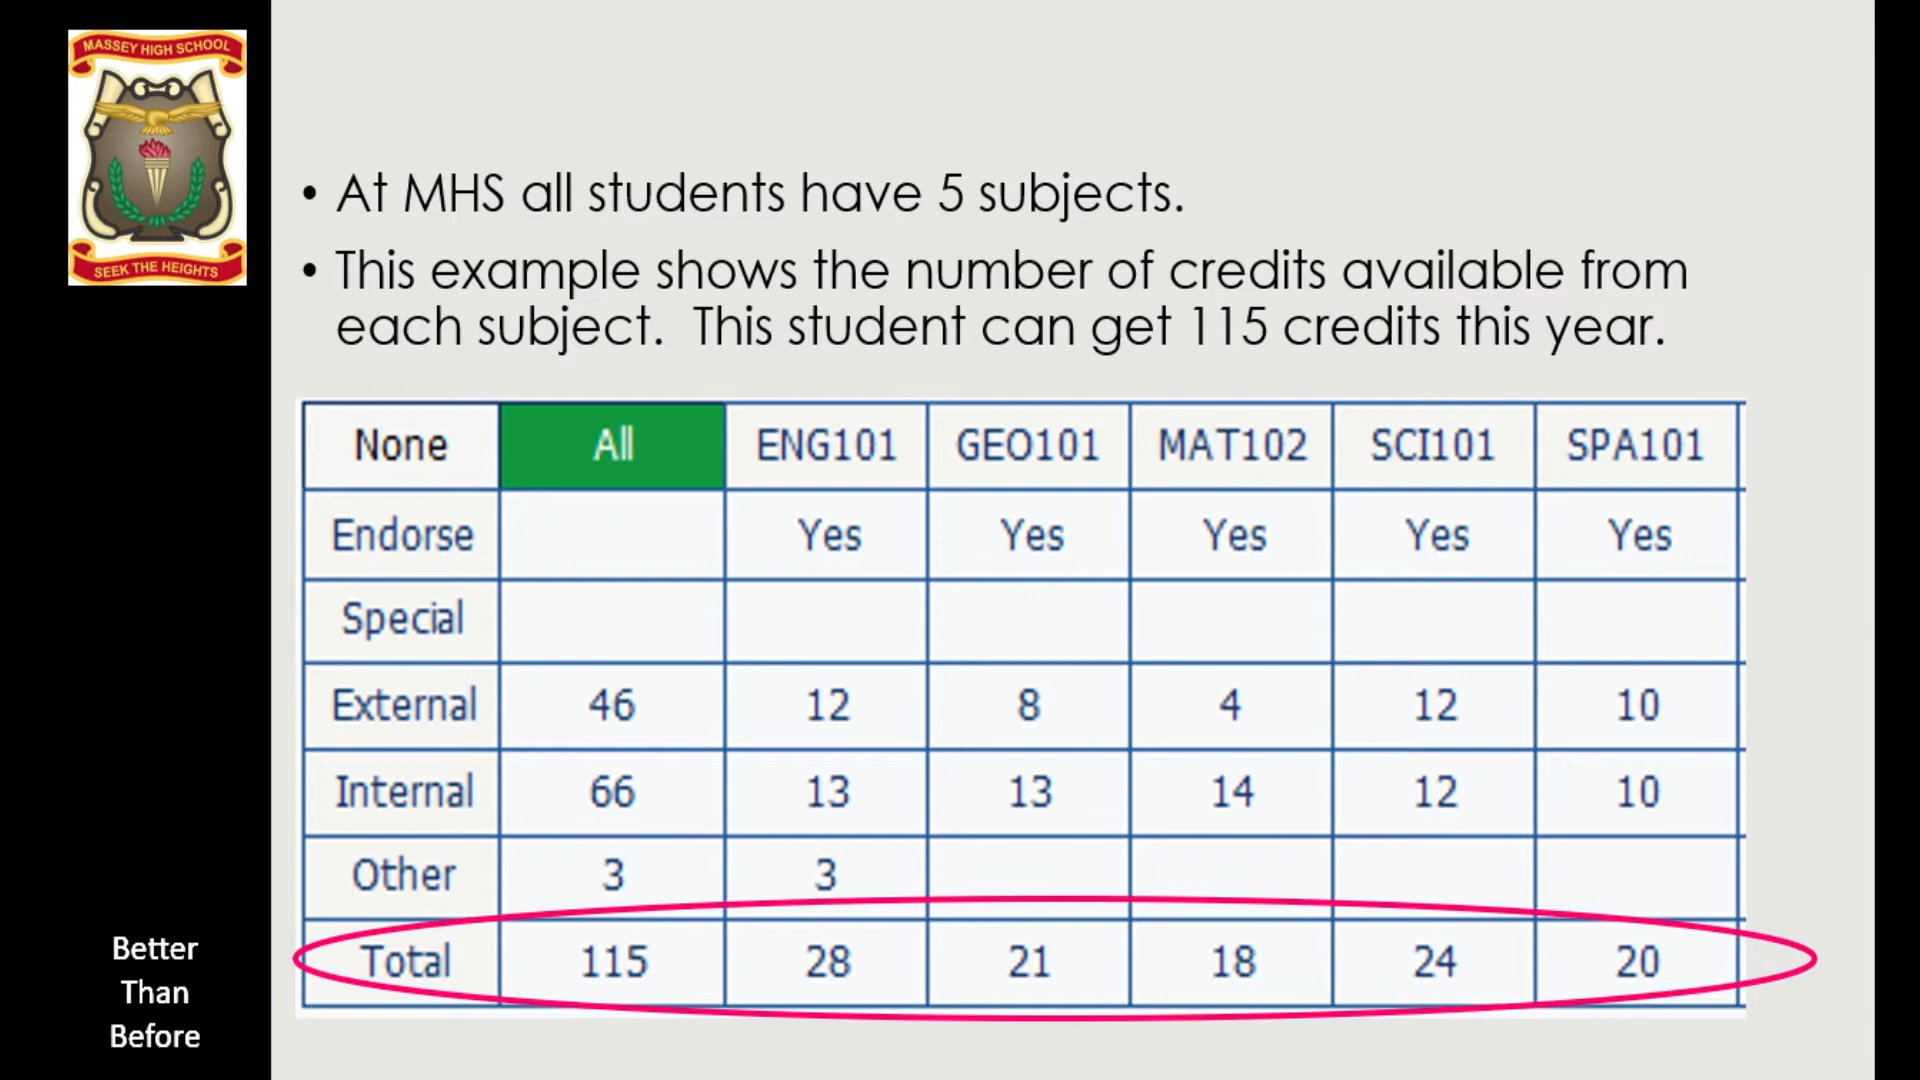 MASSEY HIGH SCHOOL
SEEK THE HEIGHTS
• At MHS all students have 5 subjects.
• This example shows the number of credits available from
each subject.  This student can get 115 credits this year.
None All ENG101 GEO101 MAT102 SCI101 SPA101
Endorse Yes Yes Yes Yes Yes
Special
External 46 12 8 4 12 10
Internal 66 13 13 14 12 10
Other 3 3
Total 115 28 21 18 24 20
Better
Than
Before